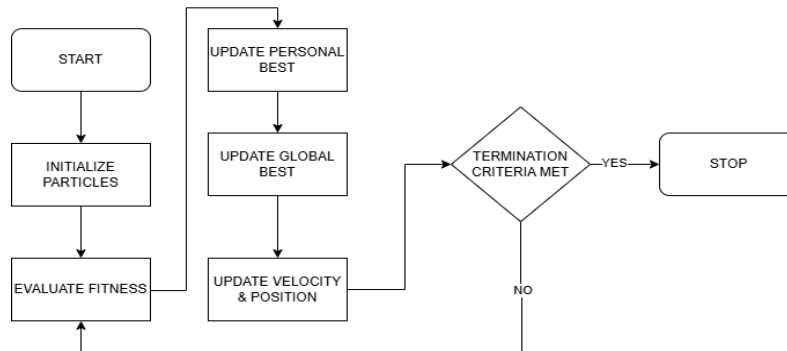 START
INITIALIZE
PARTICLES
EVALUATE FITNESS
UPDATE PERSONAL
BEST
UPDATE GLOBAL
BEST
UPDATE VELOCITY
& POSITION
TERMINATION
CRITERIA MET
YES
STOP
NO